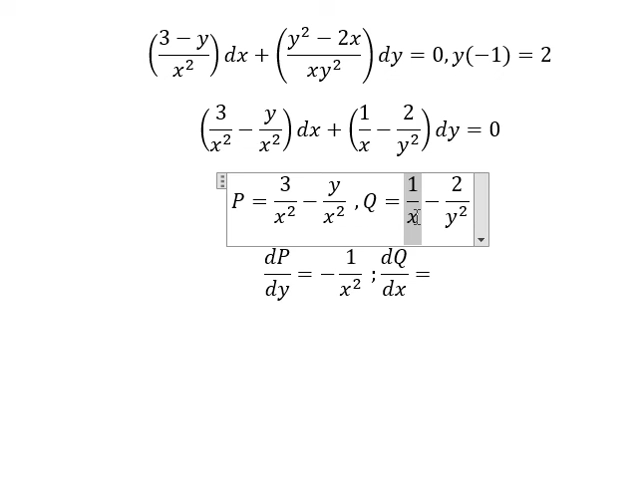 (3 − y / x²) dx + (y² − 2x / xy²) dy = 0, y(−1) = 2
(3/x² − y/x²) dx + (1/x − 2/y²) dy = 0
P = 3/x² − y/x² , Q = 1/x − 2/y²
dP/dy = − 1/x² ; dQ/dx =